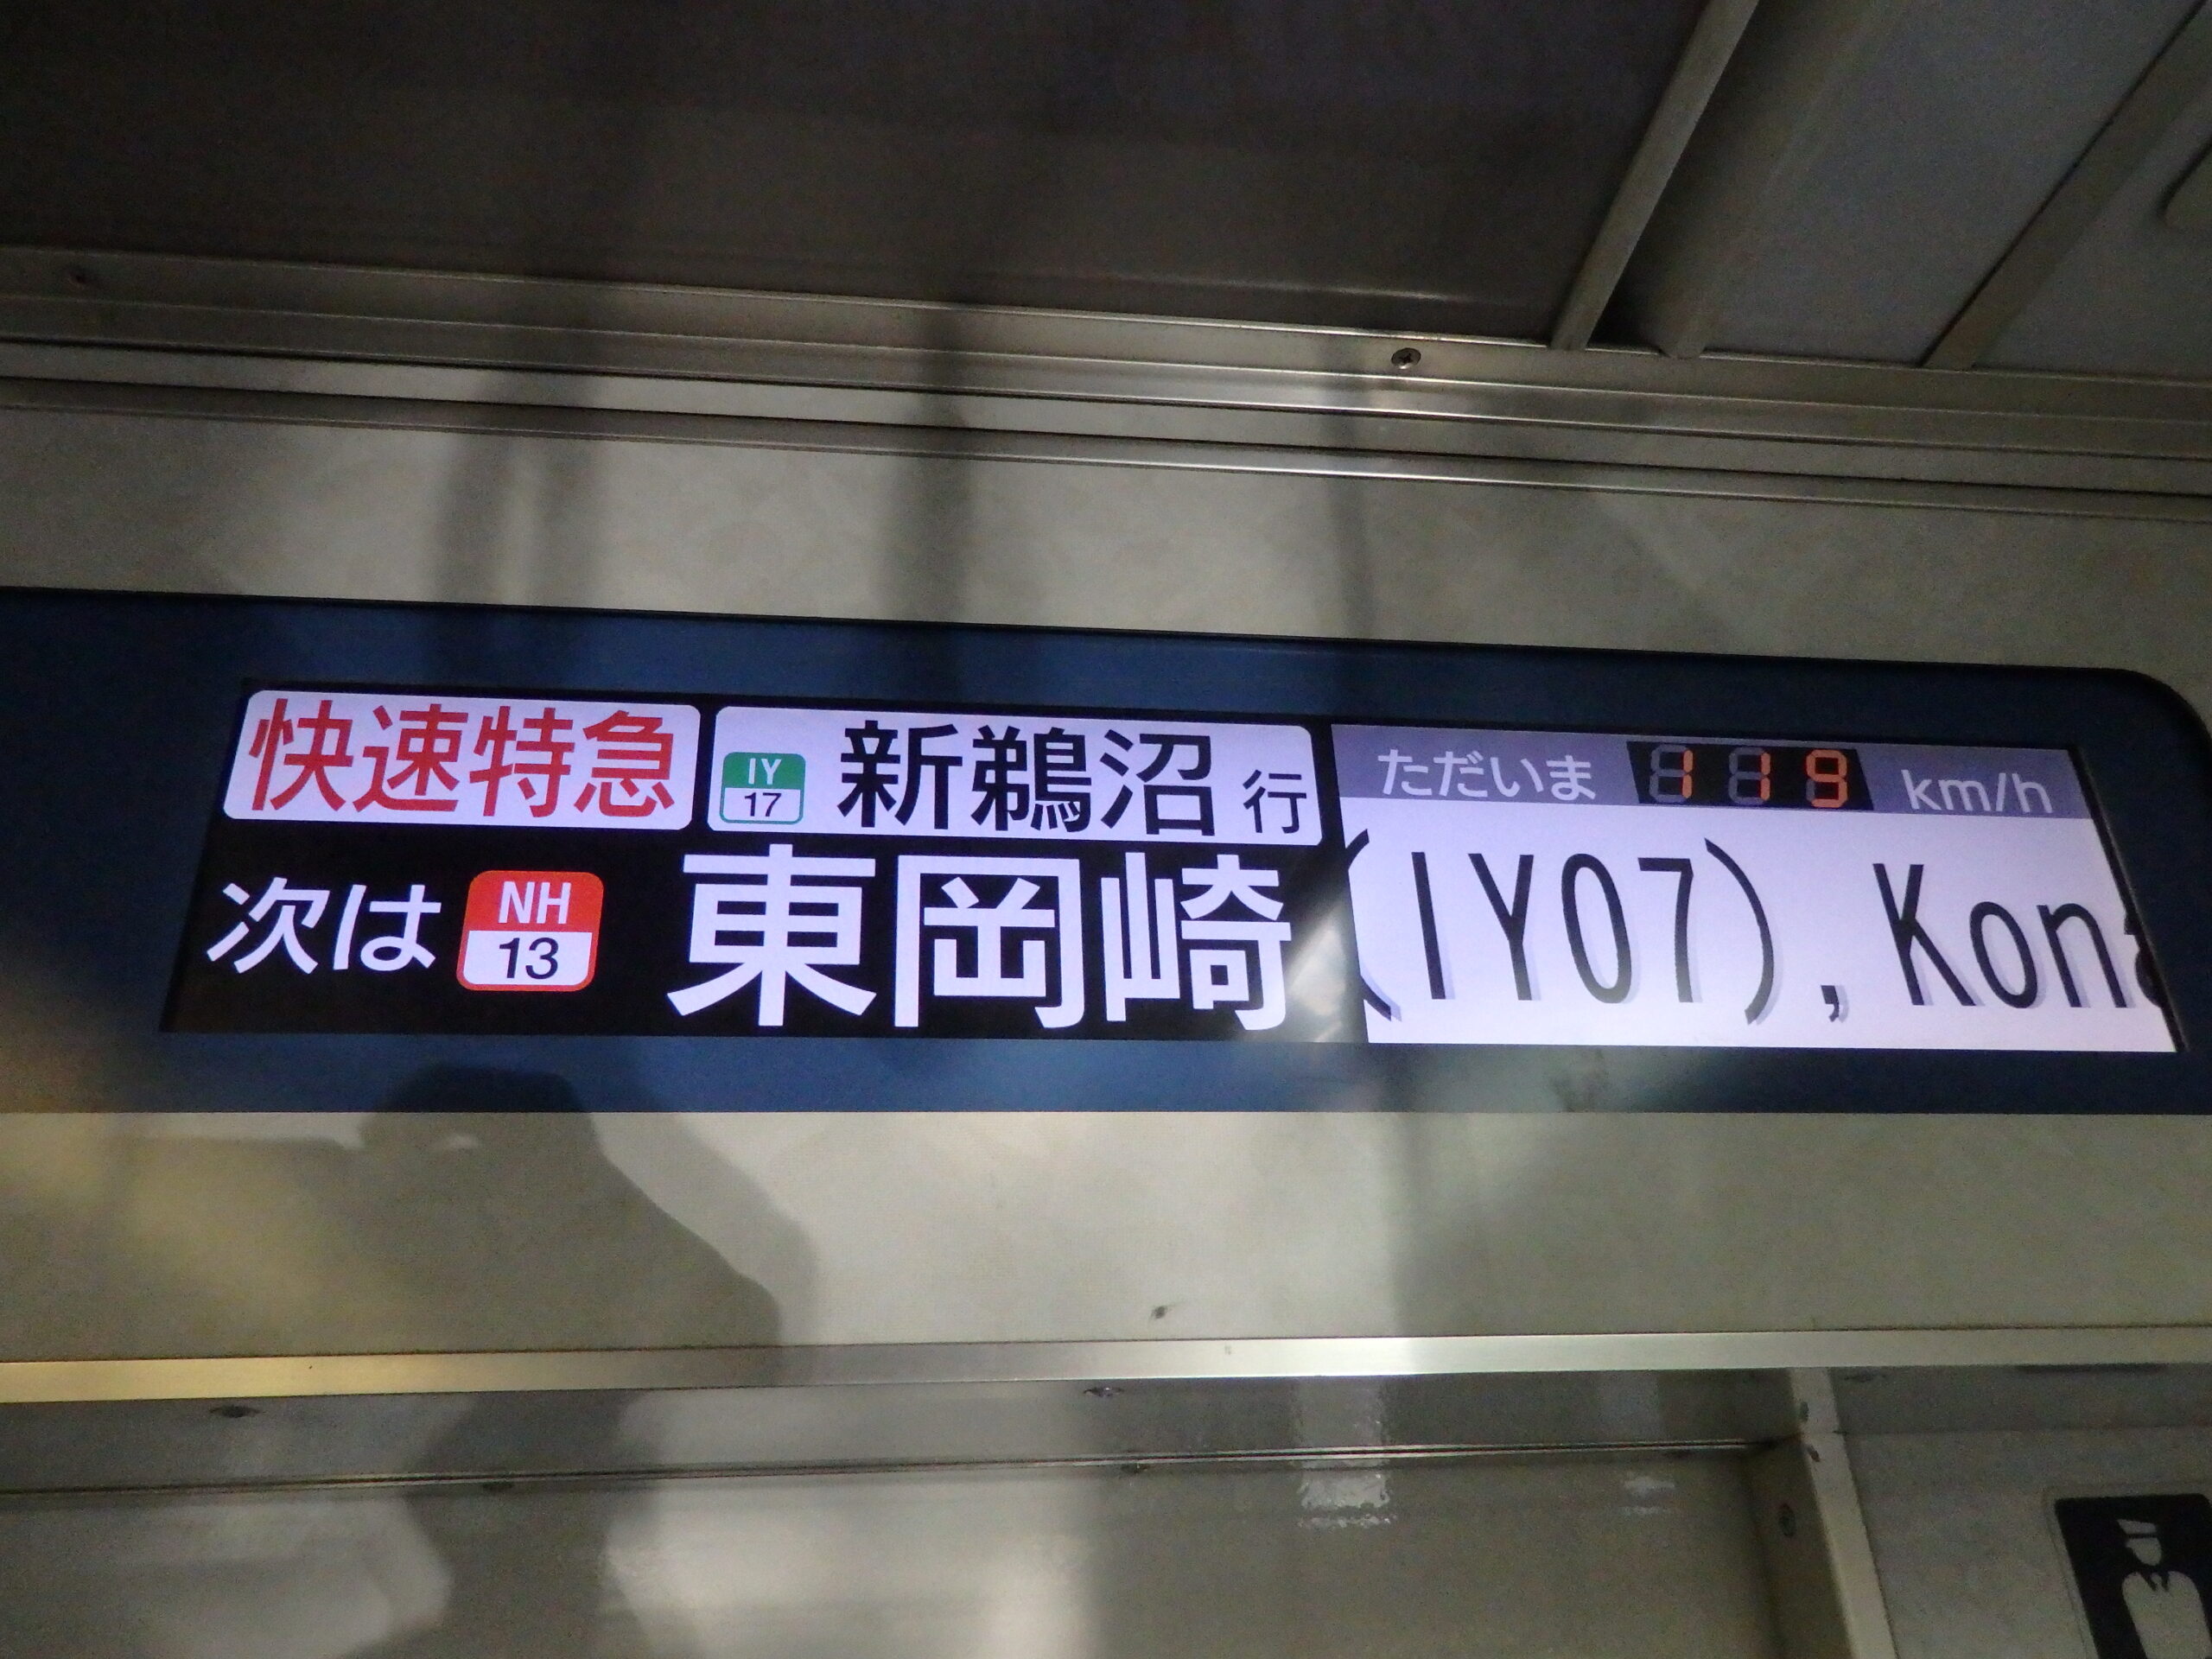 快速特急 IY 17 新鵜沼 行
次は NH 13 東岡崎
ただいま 119 km/h
(IY07), Kona